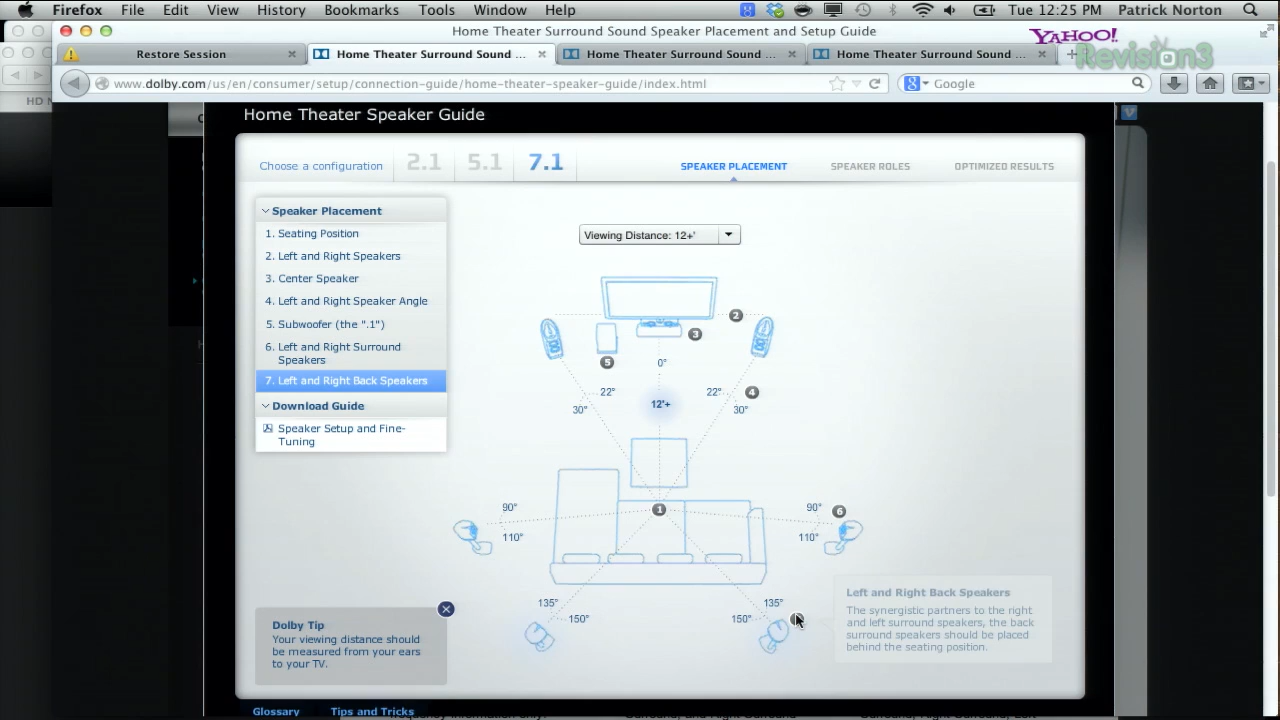 Firefox File Edit View History Bookmarks Tools Window Help Tue 12:25 PM Patrick Norton
Home Theater Surround Sound Speaker Placement and Setup Guide
YAHOO!
Revision3
Restore Session
Home Theater Surround Sound ...
Home Theater Surround Sound ...
Home Theater Surround Sound ...
www.dolby.com/us/en/consumer/setup/connection-guide/home-theater-speaker-guide/index.html
Google
Home Theater Speaker Guide
Choose a configuration 2.1 5.1 7.1
SPEAKER PLACEMENT SPEAKER ROLES OPTIMIZED RESULTS
Speaker Placement
1. Seating Position
2. Left and Right Speakers
3. Center Speaker
4. Left and Right Speaker Angle
5. Subwoofer (the ".1")
6. Left and Right Surround
Speakers
7. Left and Right Back Speakers
Download Guide
Speaker Setup and Fine-
Tuning
Viewing Distance: 12+'
2
3
5
0°
22° 22° 4
30° 12'+ 30°
90° 1 90° 6
110° 110°
135° 135°
150° 150°
Left and Right Back Speakers
The synergistic partners to the right
and left surround speakers, the back
surround speakers should be placed
behind the seating position.
Dolby Tip
Your viewing distance should
be measured from your ears
to your TV.
Glossary Tips and Tricks